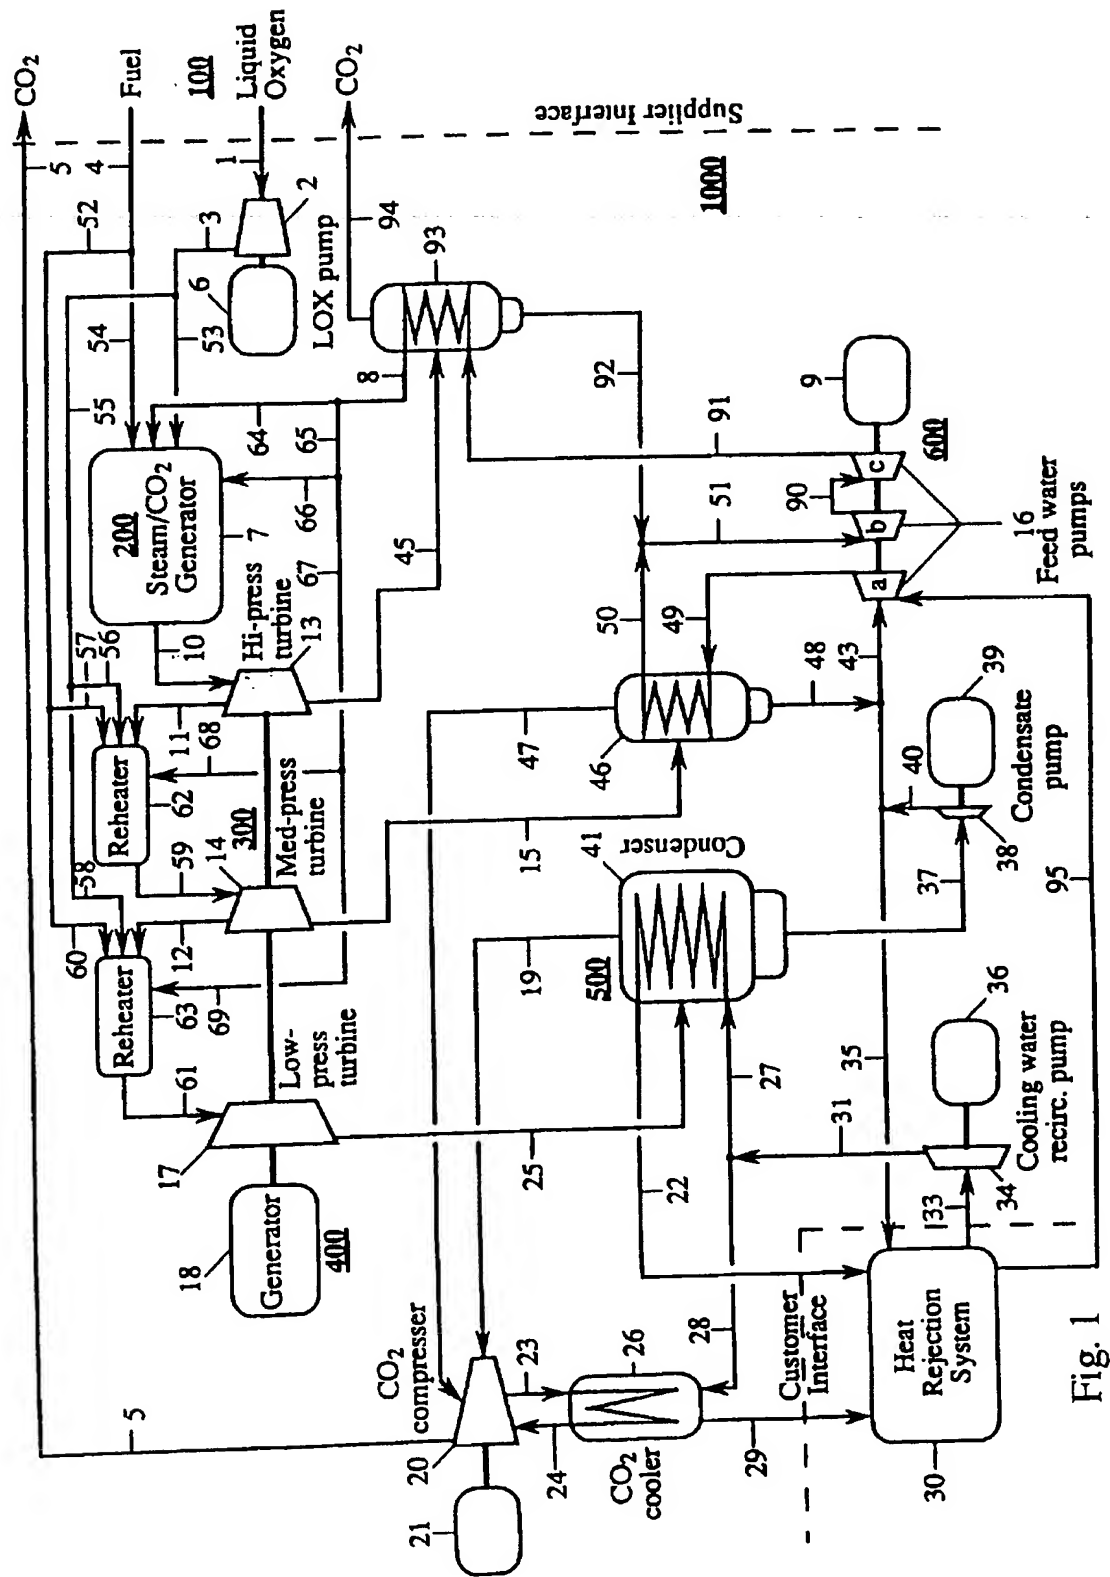 5
5
CO₂
60
58
57
56
55
54
52
4
Fuel
Reheater
Reheater
200
Steam/CO₂
Generator
100
61
63
12
59
62
11
10
7
53
3
1
Liquid
Oxygen
17
69
14
68
13
66
64
6
2
18
Generator
400
Low-
press
turbine
300
Med-press
turbine
Hi-press
turbine
67
65
LOX pump
8
45
93
94
CO₂
21
20
CO₂
compresser
24
23
CO₂
cooler
26
19
25
15
47
46
50
49
92
29
28
22
500
41
Condenser
48
51
91
Customer
Interface
27
31
35
37
40
43
a
b
c
90
9
600
1000
Supplier Interface
30
Heat
Rejection
System
33
34
36
Cooling water
recirc. pump
38
39
Condensate
pump
95
16
Feed water
pumps
Fig. 1